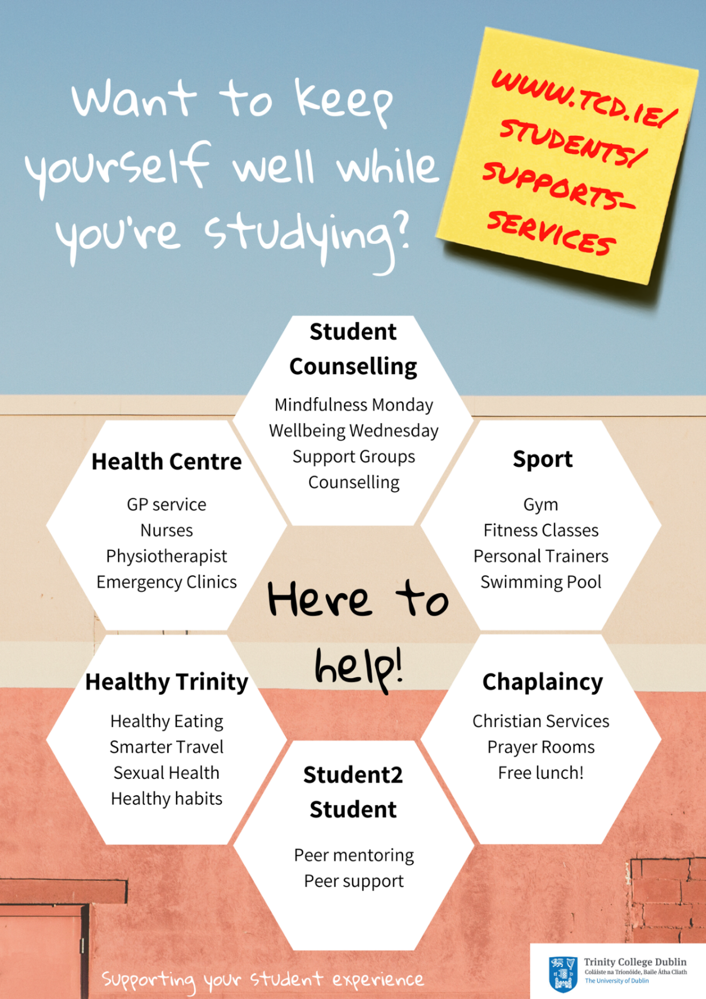 Want to keep
yourself well while
you're studying?
WWW.TCD.IE/
STUDENTS/
SUPPORTS-
SERVICES
Student
Counselling
Mindfulness Monday
Wellbeing Wednesday
Support Groups
Counselling
Health Centre
GP service
Nurses
Physiotherapist
Emergency Clinics
Sport
Gym
Fitness Classes
Personal Trainers
Swimming Pool
Here to
help!
Healthy Trinity
Healthy Eating
Smarter Travel
Sexual Health
Healthy habits
Chaplaincy
Christian Services
Prayer Rooms
Free lunch!
Student2
Student
Peer mentoring
Peer support
Supporting your student experience
Trinity College Dublin
Coláiste na Tríonóide, Baile Átha Cliath
The University of Dublin